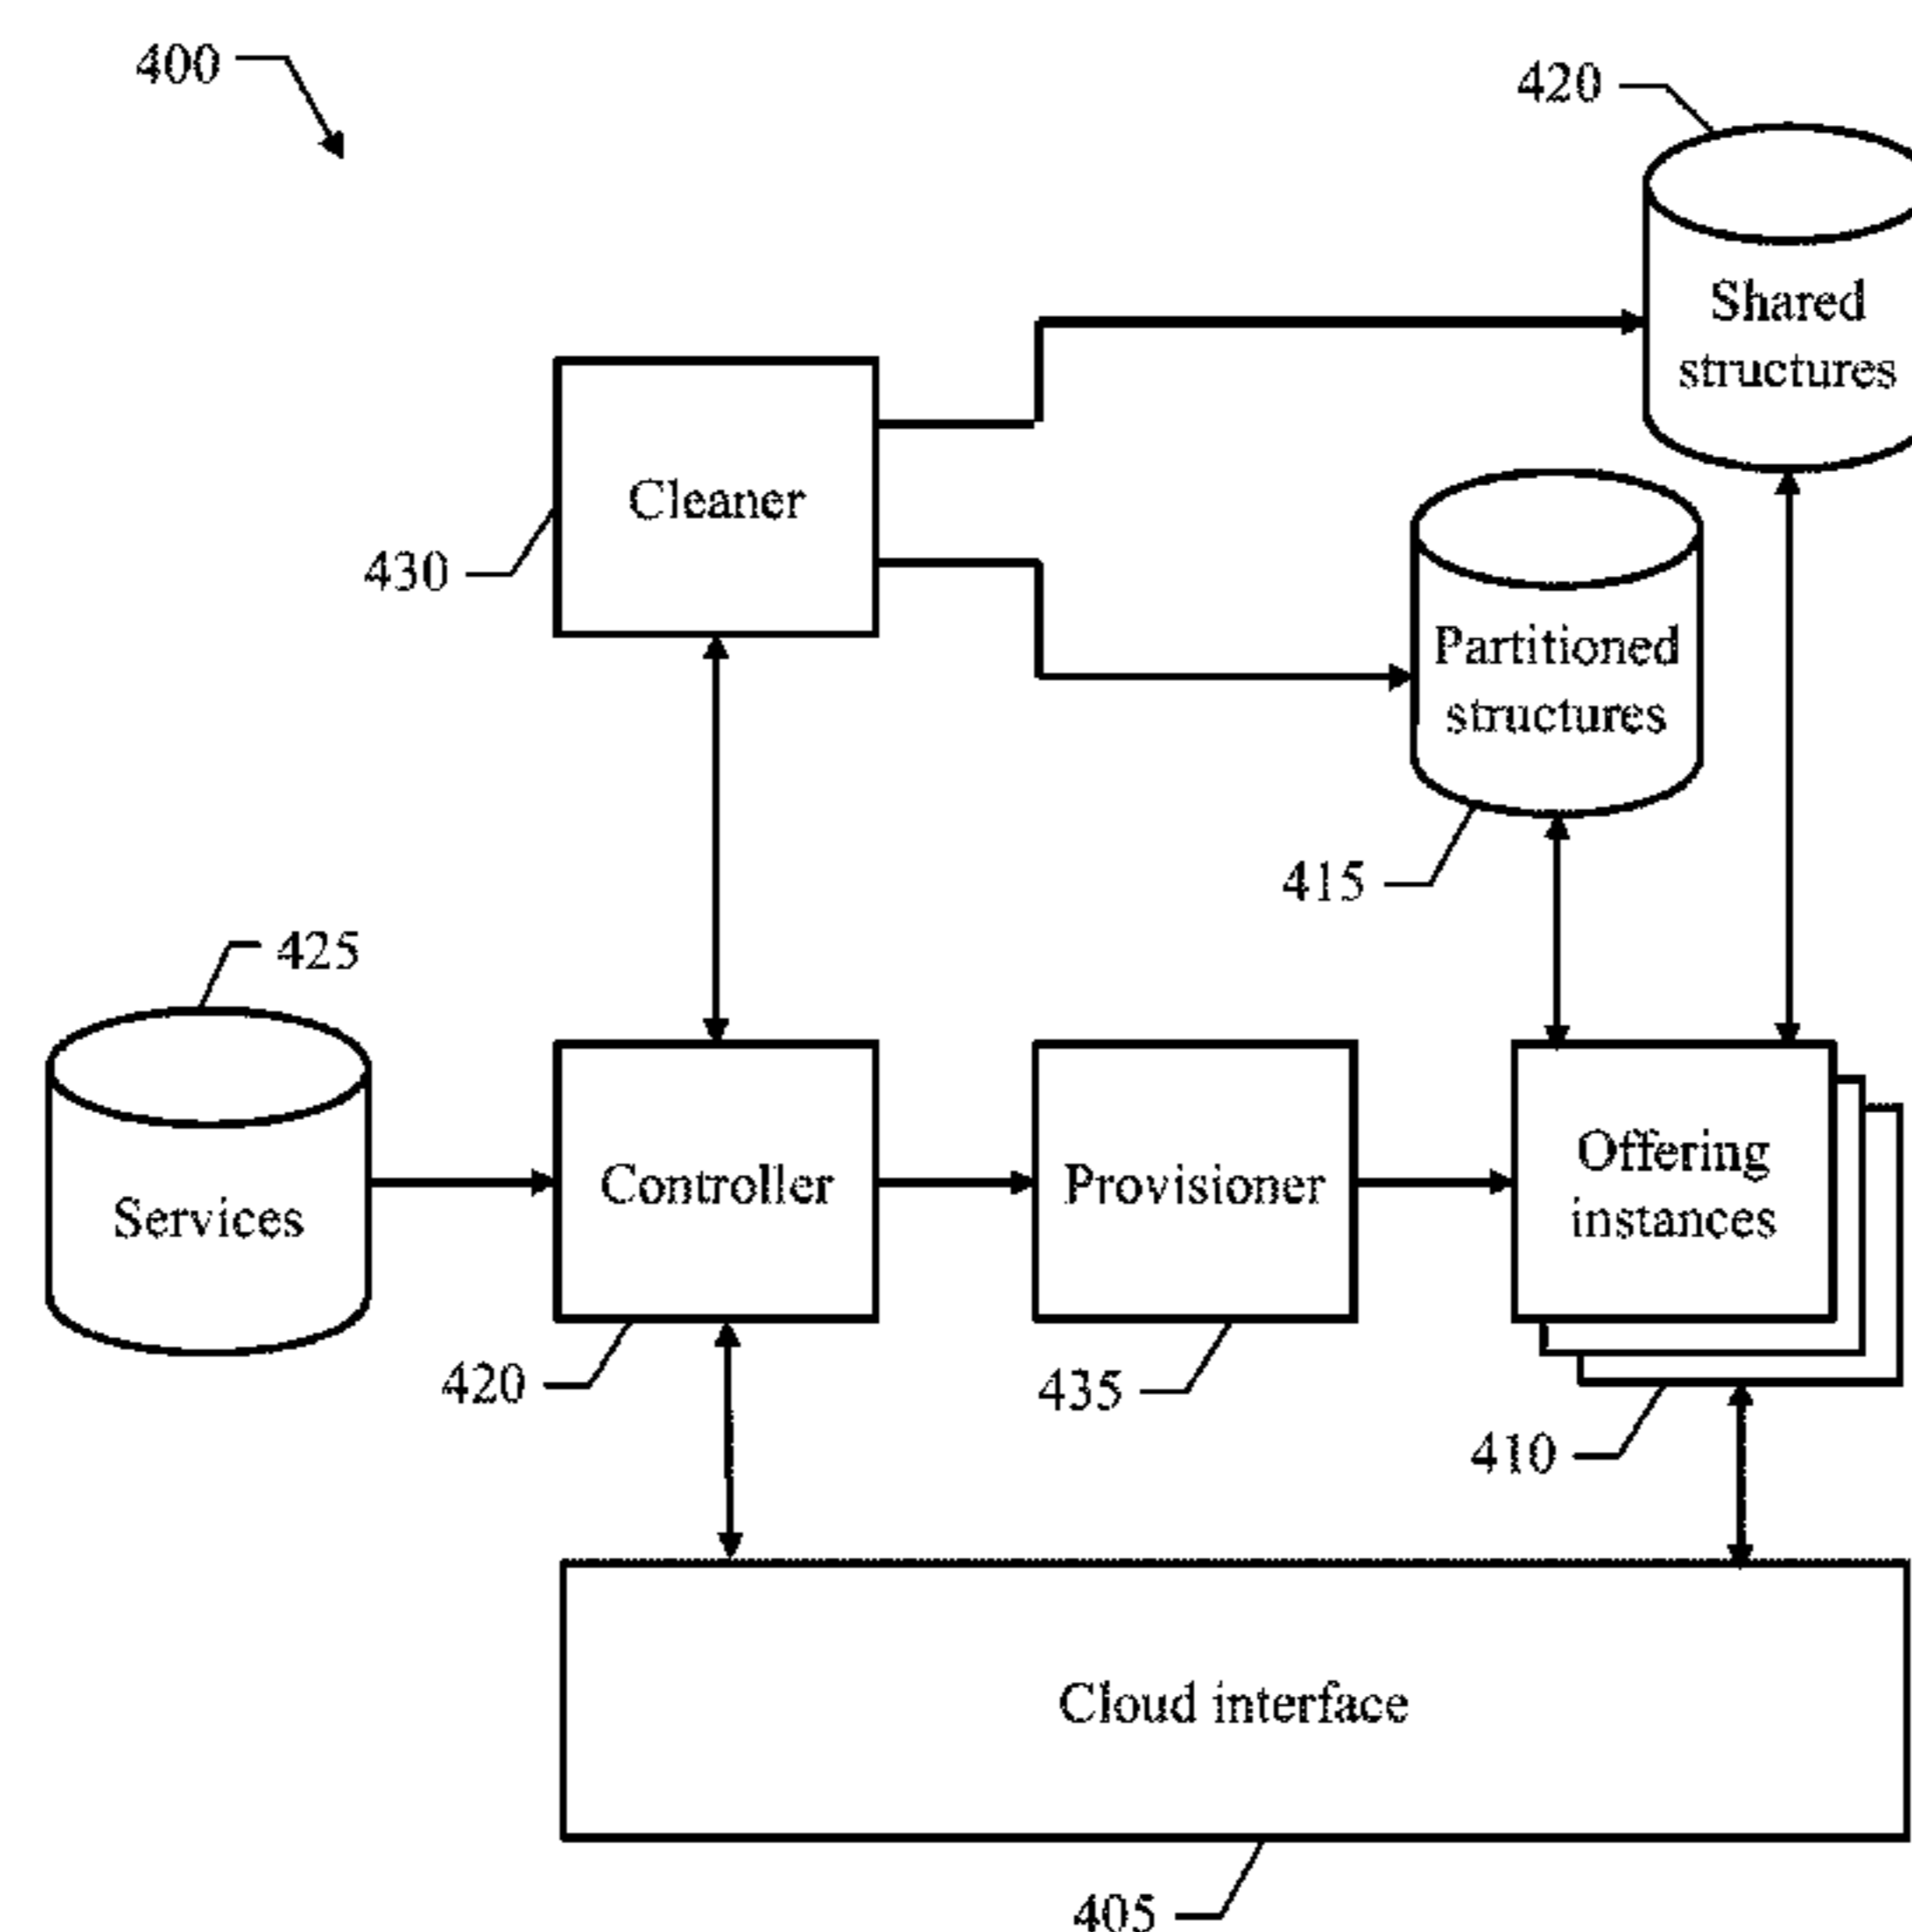 400
420
Shared
structures
Cleaner
430
Partitioned
structures
415
425
Services
Controller
Provisioner
Offering
instances
420
435
410
Cloud interface
405